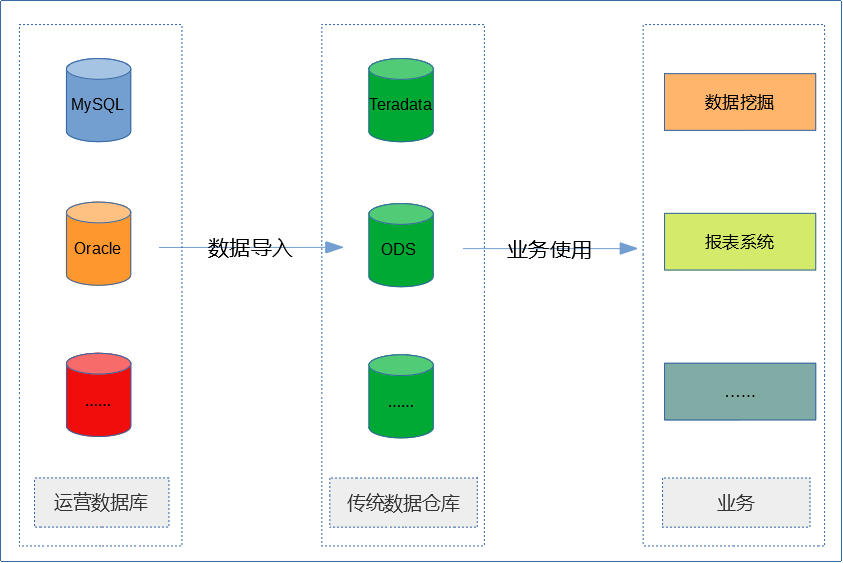 MySQL
Teradata
数据挖掘
Oracle
数据导入
ODS
业务使用
报表系统
......
......
......
运营数据库
传统数据仓库
业务